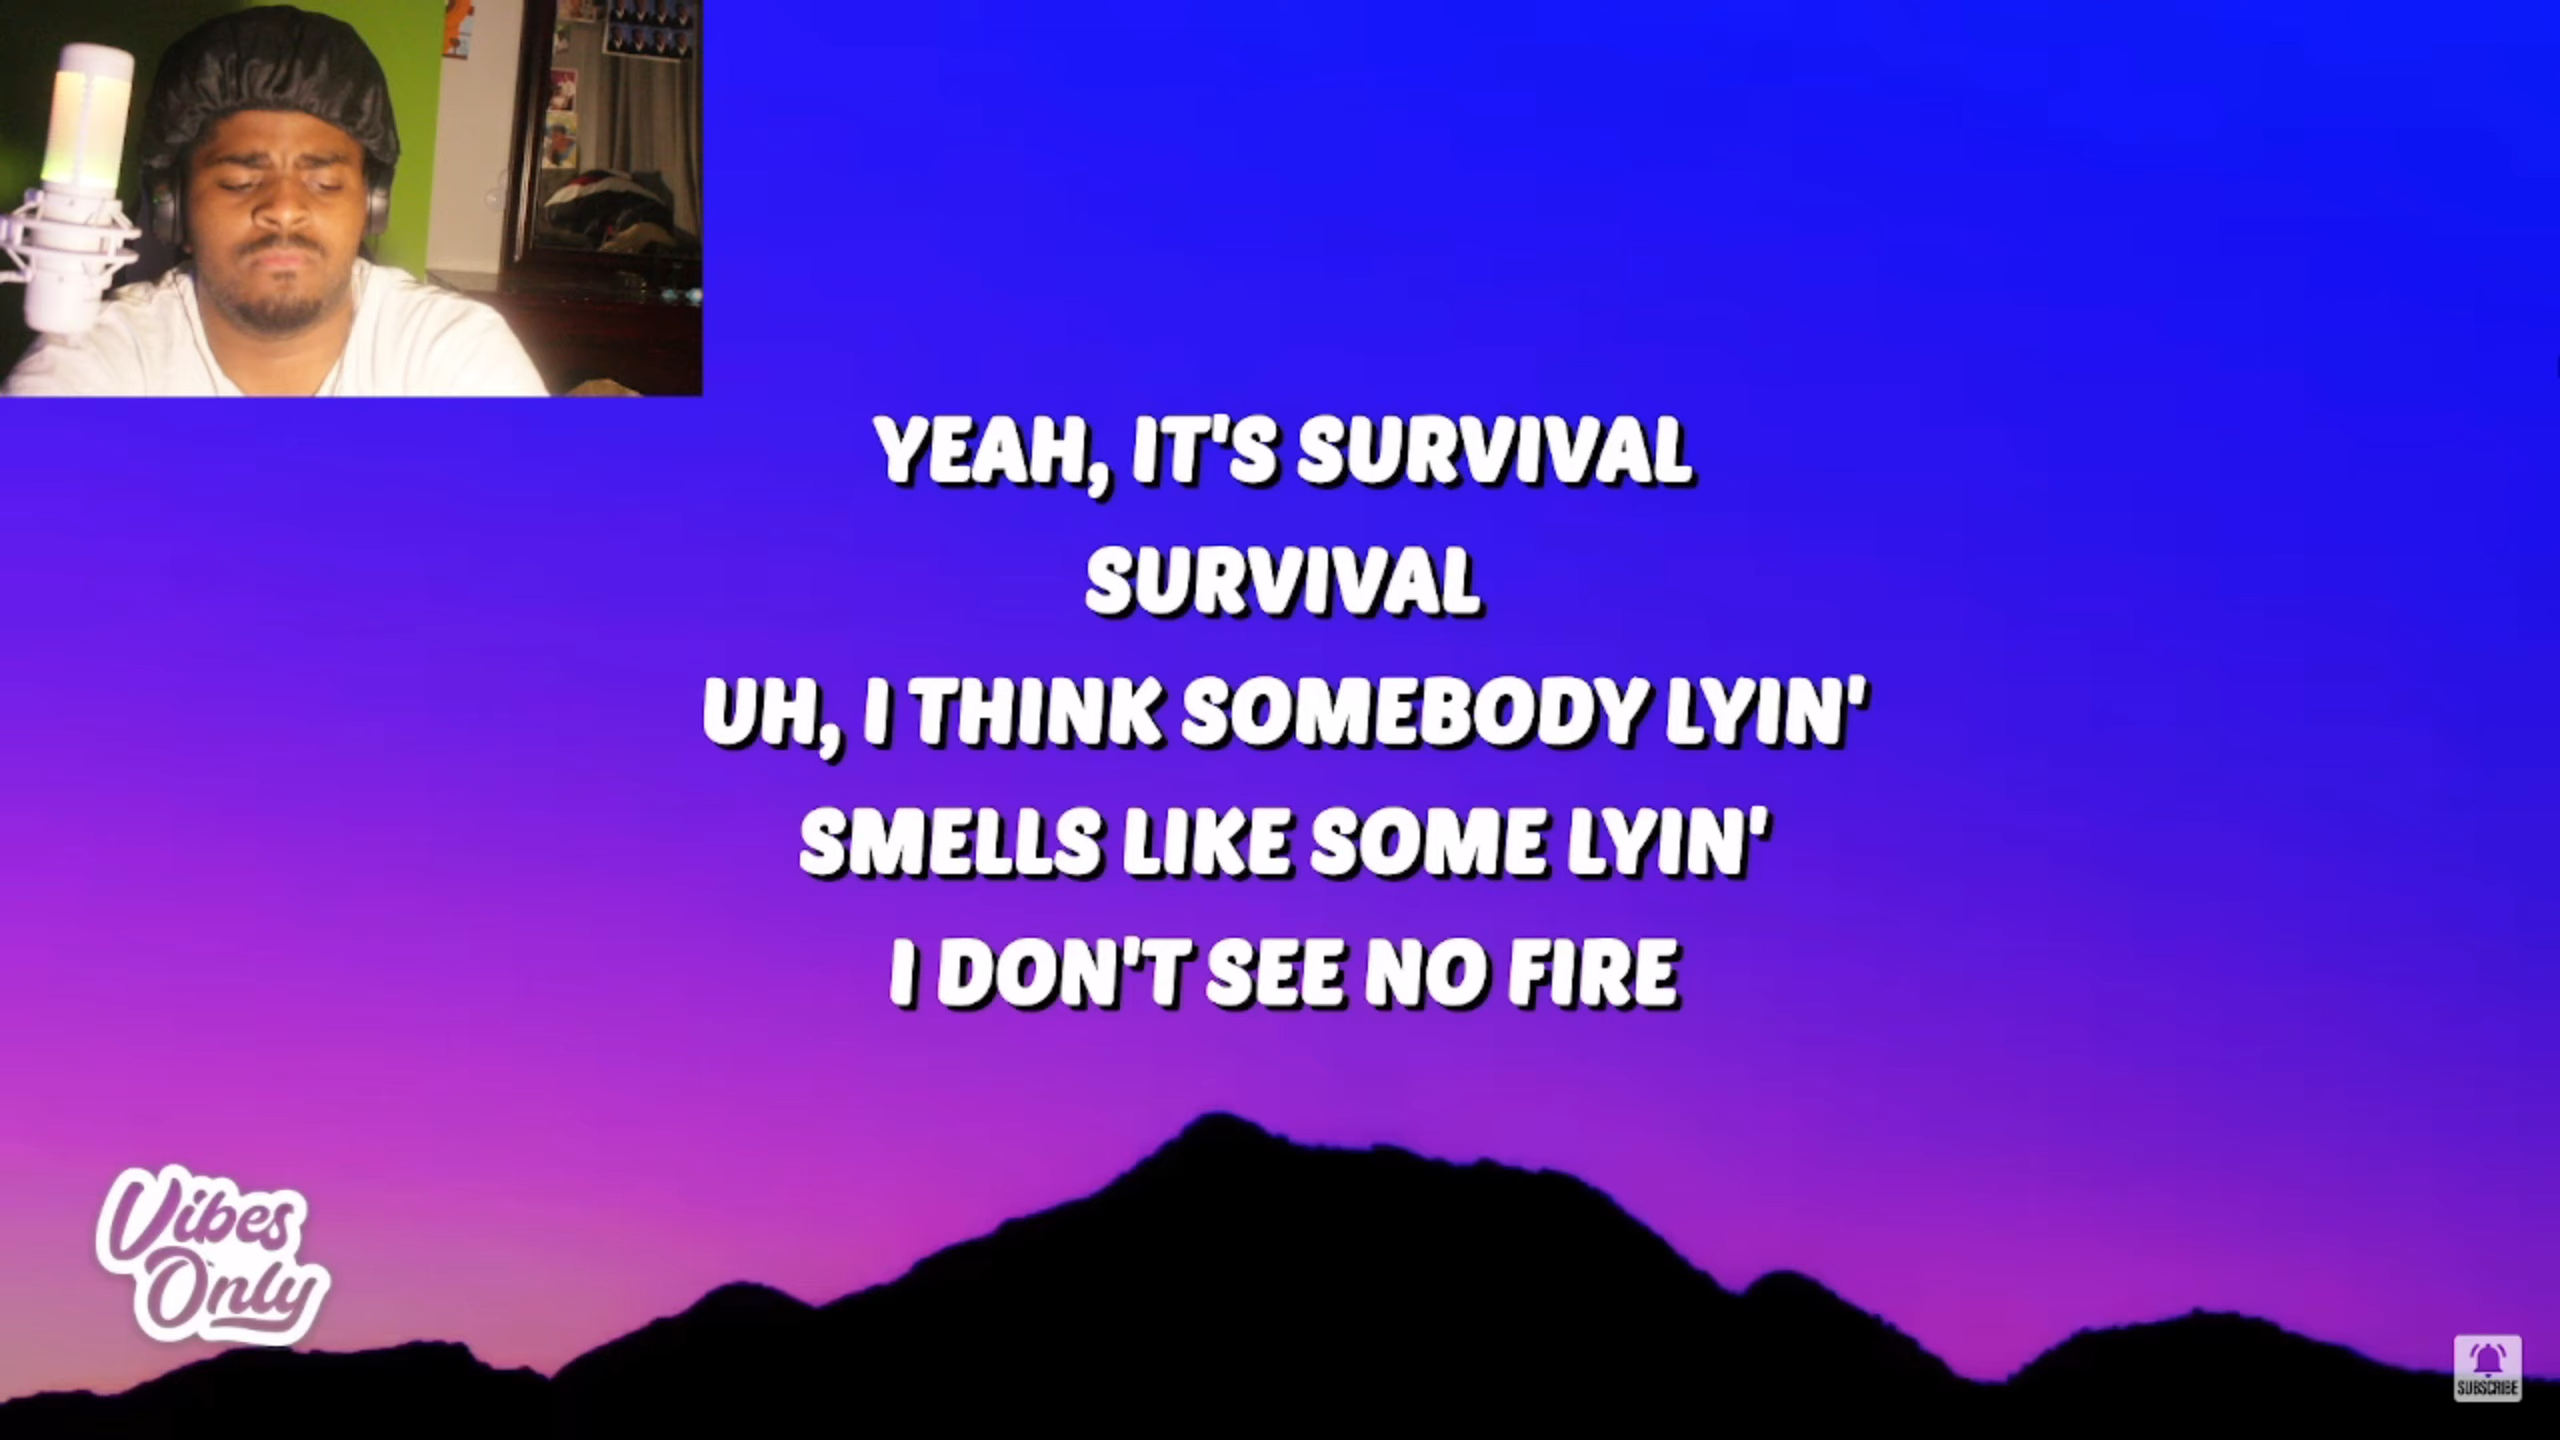 YEAH, IT'S SURVIVAL
SURVIVAL
UH, I THINK SOMEBODY LYIN'
SMELLS LIKE SOME LYIN'
I DON'T SEE NO FIRE
Vibes
Only
SUBSCRIBE